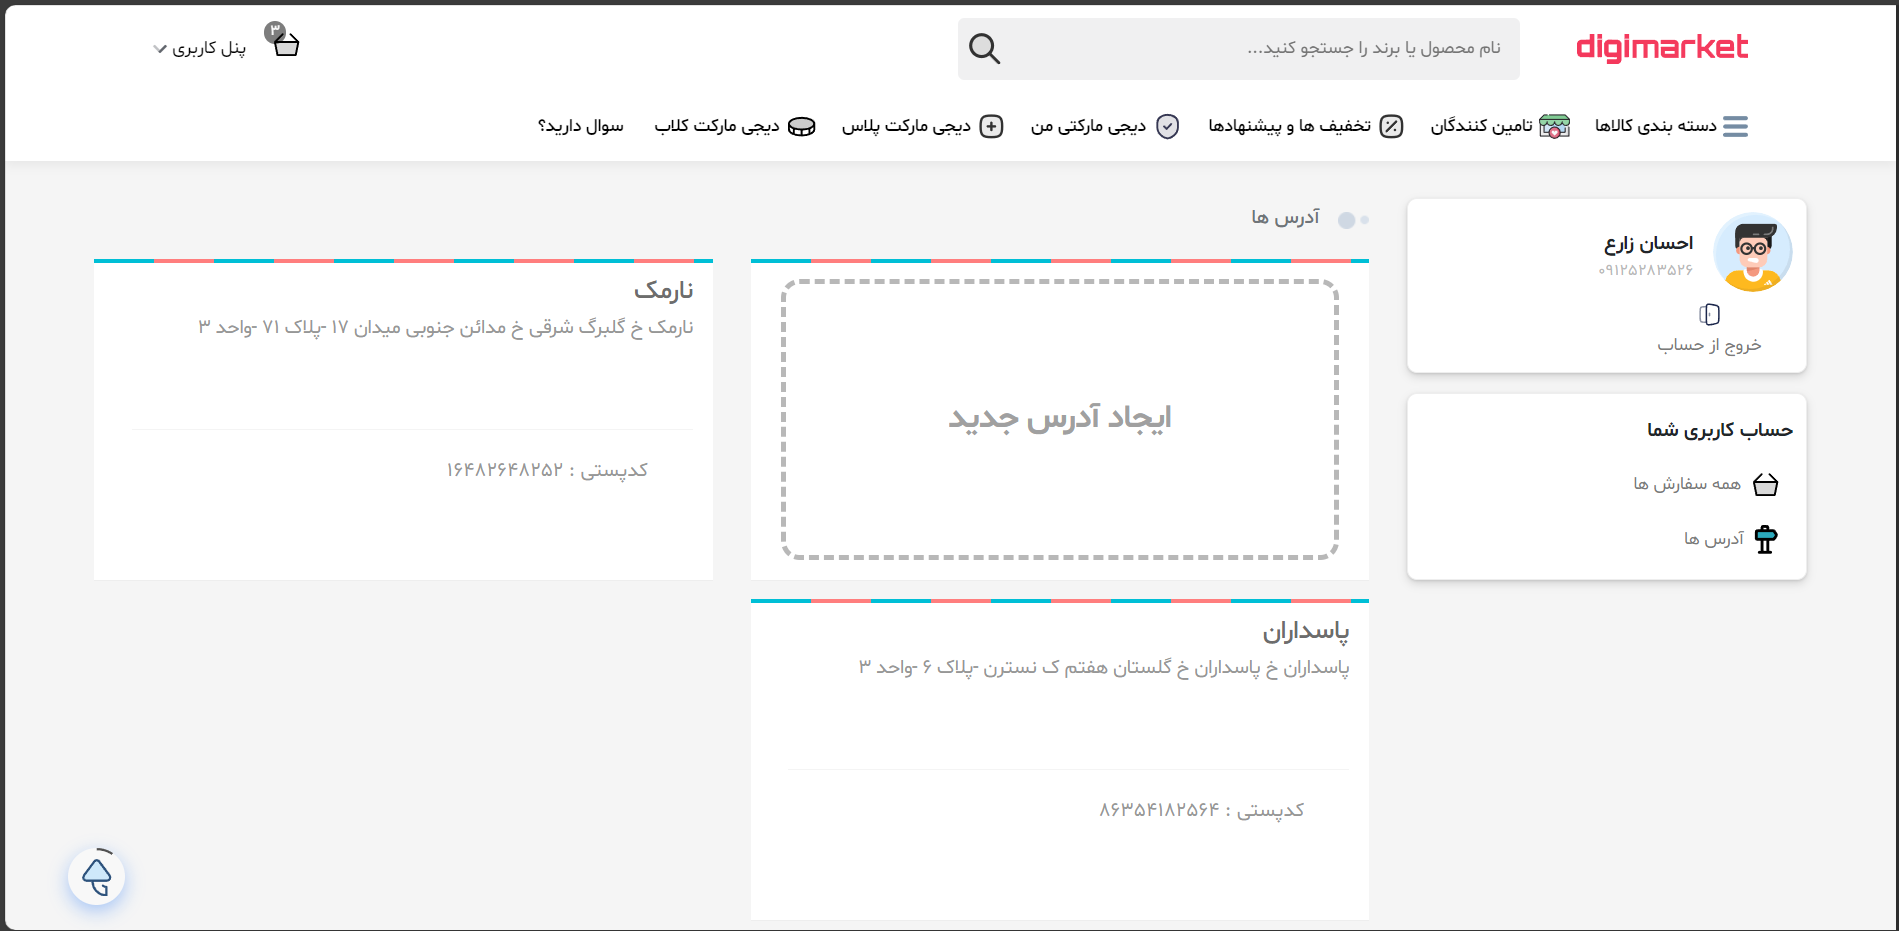 digimarket
نام محصول یا برند را جستجو کنید...
۳
پنل کاربری
دسته بندی کالاها
تامین کنندگان
تخفیف ها و پیشنهادها
دیجی مارکتی من
دیجی مارکت پلاس
دیجی مارکت کلاب
سوال دارید؟
احسان زارع
۰۹۱۲۵۲۸۳۵۲۶
خروج از حساب
حساب کاربری شما
همه سفارش ها
آدرس ها
آدرس ها
ایجاد آدرس جدید
نارمک
نارمک خ گلبرگ شرقی خ مدائن جنوبی میدان ۱۷ -پلاک ۷۱ -واحد ۳
کدپستی : ۱۶۴۸۲۶۴۸۲۵۲
پاسداران
پاسداران خ پاسداران خ گلستان هفتم ک نسترن -پلاک ۶ -واحد ۳
کدپستی : ۸۶۳۵۴۱۸۲۵۶۴